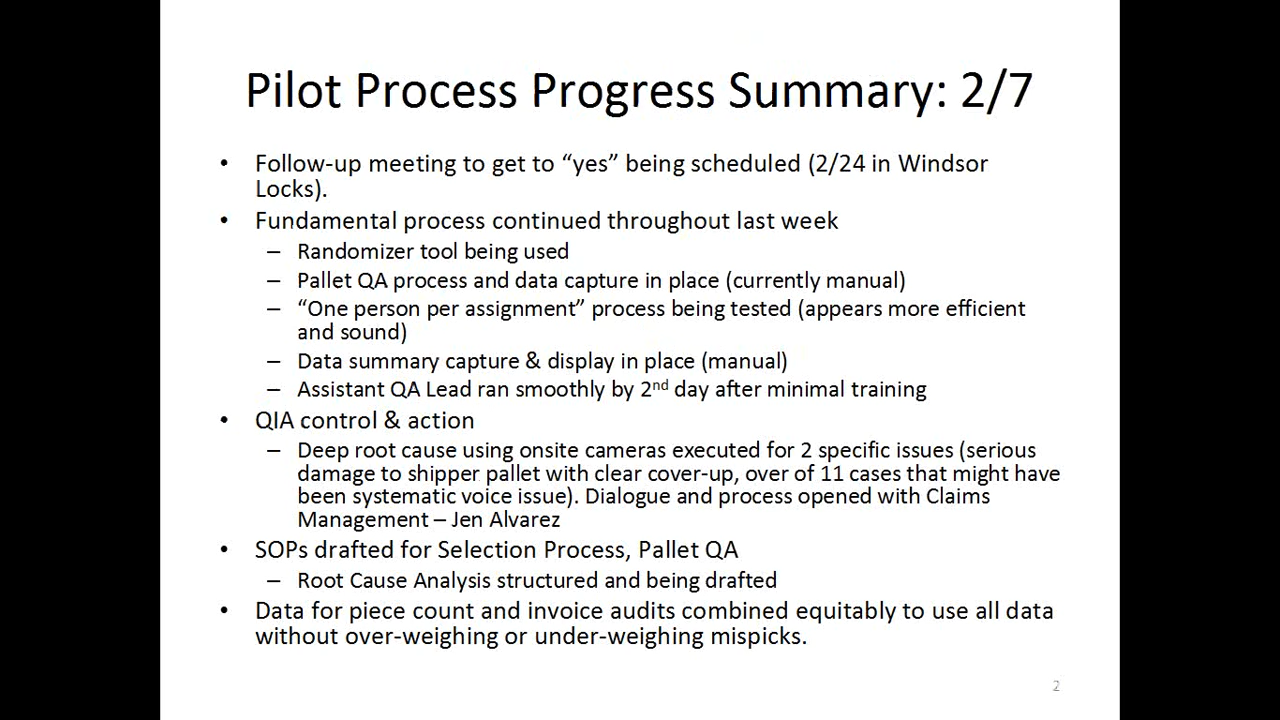 Pilot Process Progress Summary: 2/7
• Follow-up meeting to get to “yes” being scheduled (2/24 in Windsor
Locks).
• Fundamental process continued throughout last week
– Randomizer tool being used
– Pallet QA process and data capture in place (currently manual)
– “One person per assignment” process being tested (appears more efficient
and sound)
– Data summary capture & display in place (manual)
– Assistant QA Lead ran smoothly by 2nd day after minimal training
• QIA control & action
– Deep root cause using onsite cameras executed for 2 specific issues (serious
damage to shipper pallet with clear cover-up, over of 11 cases that might have
been systematic voice issue). Dialogue and process opened with Claims
Management – Jen Alvarez
• SOPs drafted for Selection Process, Pallet QA
– Root Cause Analysis structured and being drafted
• Data for piece count and invoice audits combined equitably to use all data
without over-weighing or under-weighing mispicks.
2